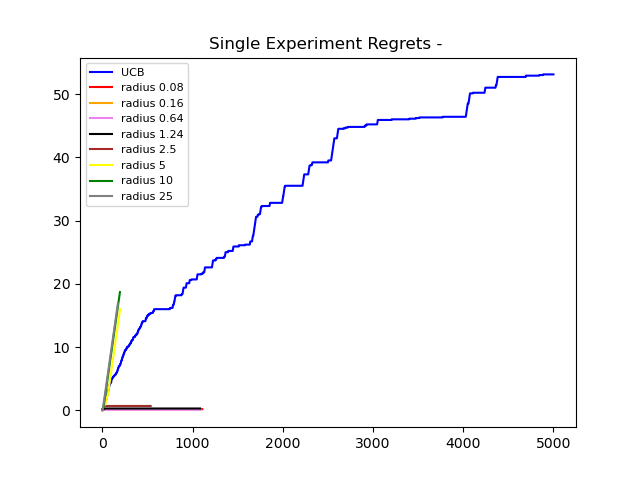 Single Experiment Regrets -
UCB
radius 0.08
radius 0.16
radius 0.64
radius 1.24
radius 2.5
radius 5
radius 10
radius 25
50
40
30
20
10
0
0 1000 2000 3000 4000 5000